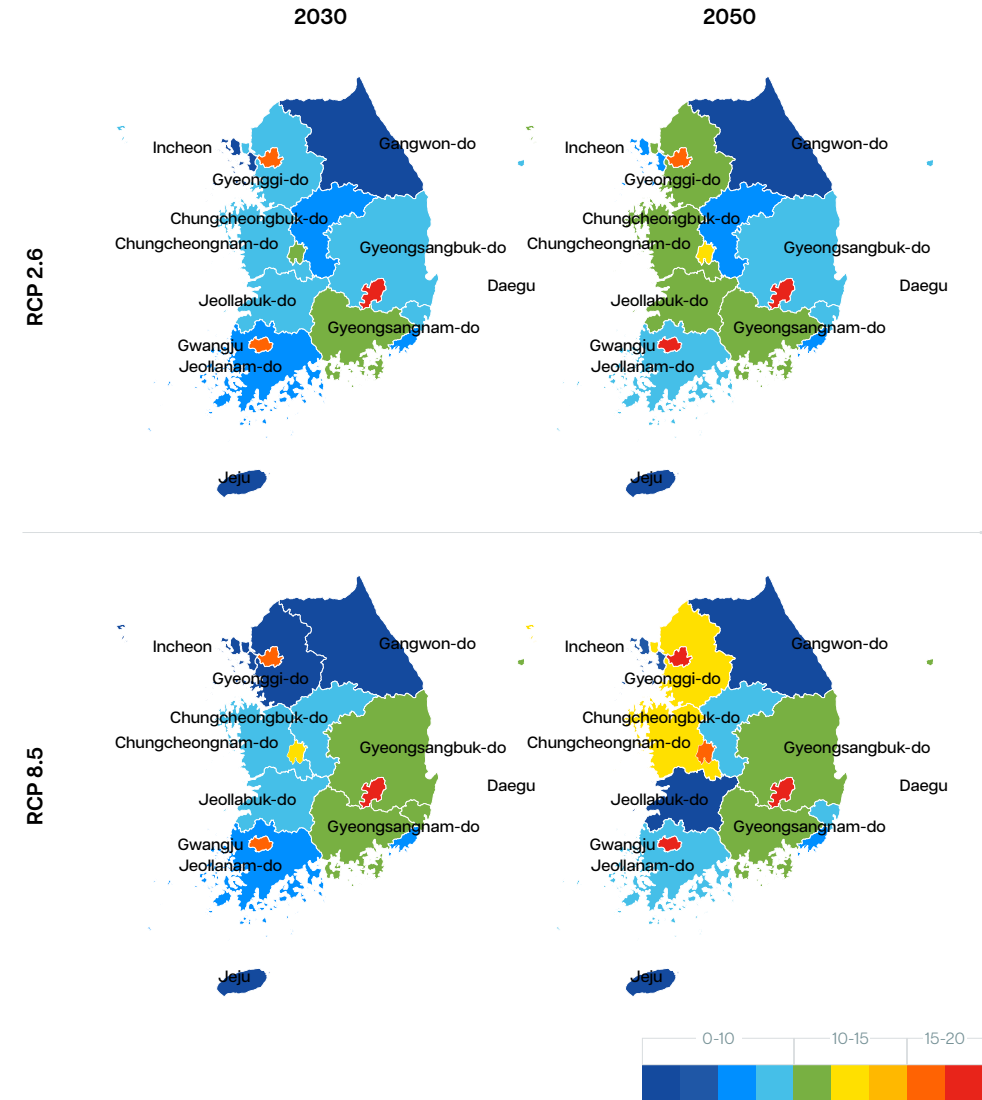 2030
2050
RCP 2.6
Incheon
Gangwon-do
Gyeonggi-do
Chungcheongbuk-do
Chungcheongnam-do
Gyeongsangbuk-do
Daegu
Jeollabuk-do
Gyeongsangnam-do
Gwangju
Jeollanam-do
Jeju
Incheon
Gangwon-do
Gyeonggi-do
Chungcheongbuk-do
Chungcheongnam-do
Gyeongsangbuk-do
Daegu
Jeollabuk-do
Gyeongsangnam-do
Gwangju
Jeollanam-do
Jeju
RCP 8.5
Incheon
Gangwon-do
Gyeonggi-do
Chungcheongbuk-do
Chungcheongnam-do
Gyeongsangbuk-do
Daegu
Jeollabuk-do
Gyeongsangnam-do
Gwangju
Jeollanam-do
Jeju
Incheon
Gangwon-do
Gyeonggi-do
Chungcheongbuk-do
Chungcheongnam-do
Gyeongsangbuk-do
Daegu
Jeollabuk-do
Gyeongsangnam-do
Gwangju
Jeollanam-do
Jeju
0-10
10-15
15-20